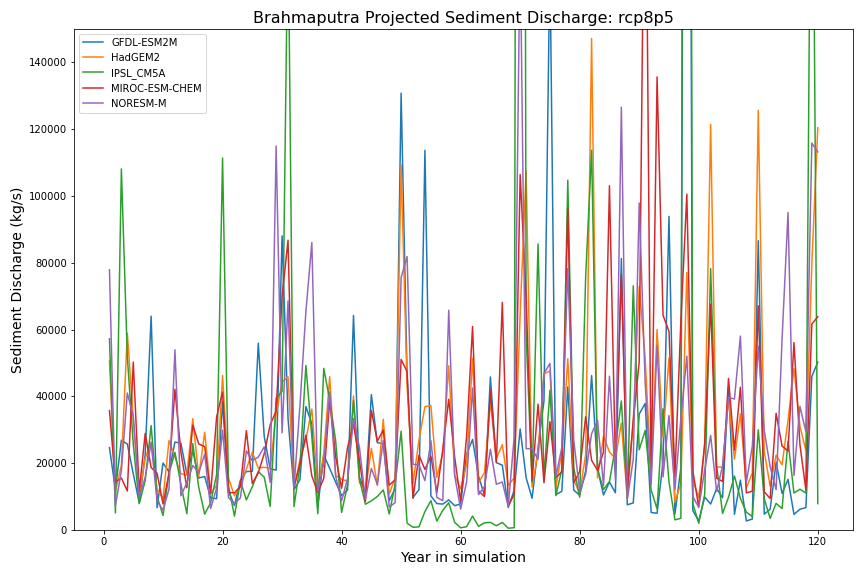 Brahmaputra Projected Sediment Discharge: rcp8p5
GFDL-ESM2M
HadGEM2
IPSL_CM5A
MIROC-ESM-CHEM
NORESM-M
Sediment Discharge (kg/s)
140000
120000
100000
80000
60000
40000
20000
0
0 20 40 60 80 100 120
Year in simulation